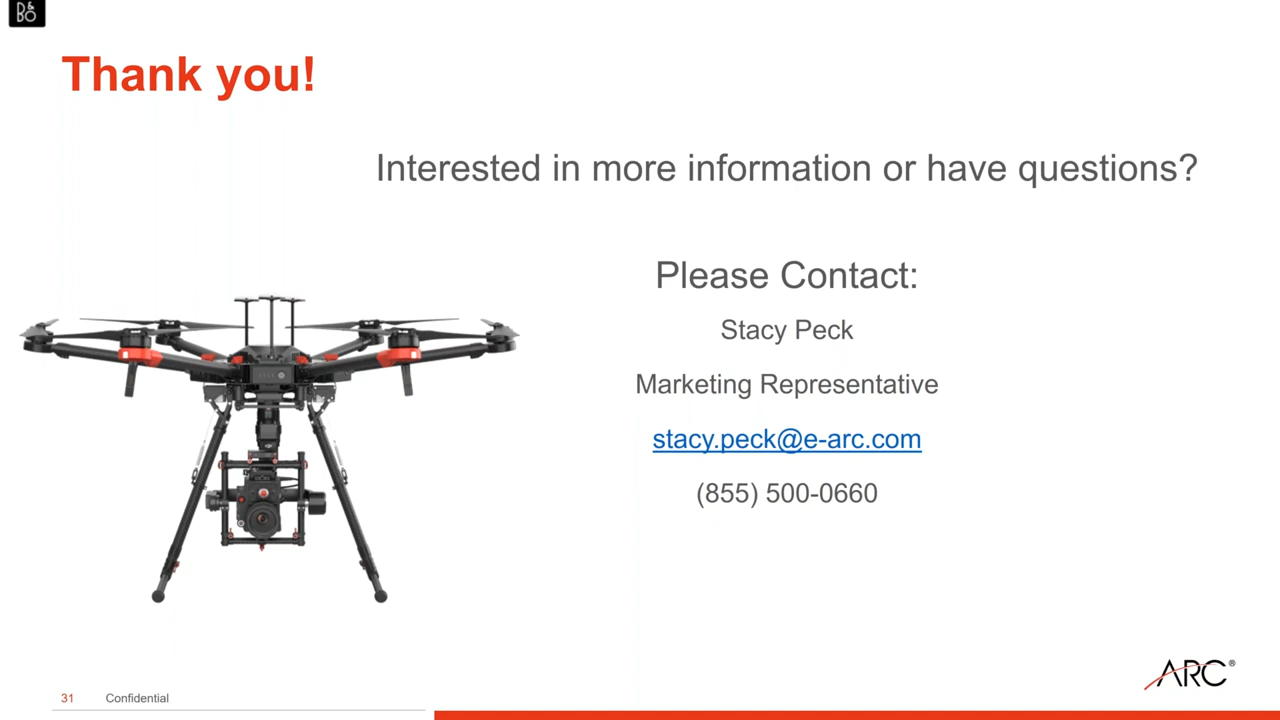 B&O
Thank you!
Interested in more information or have questions?
Please Contact:
Stacy Peck
Marketing Representative
stacy.peck@e-arc.com
(855) 500-0660
ARC®
31 Confidential